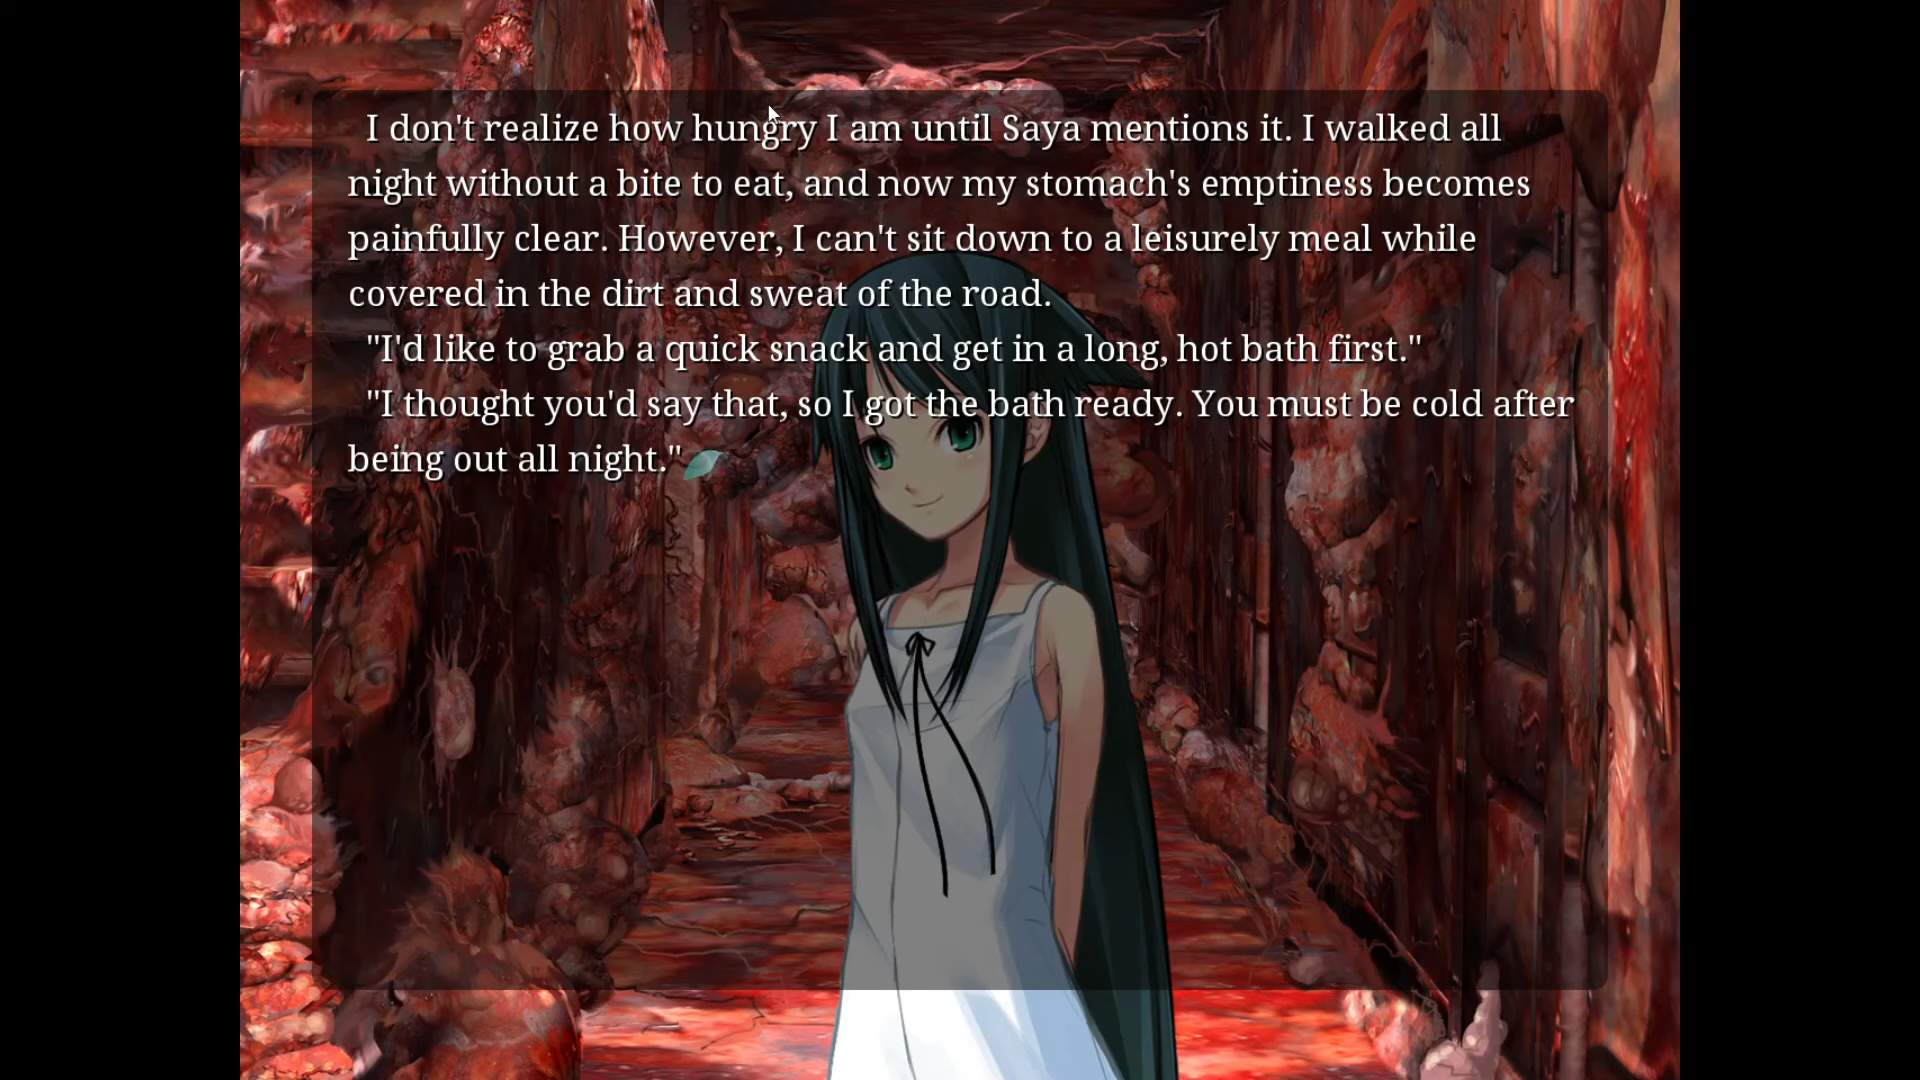 I don't realize how hungry I am until Saya mentions it. I walked all
night without a bite to eat, and now my stomach's emptiness becomes
painfully clear. However, I can't sit down to a leisurely meal while
covered in the dirt and sweat of the road.
"I'd like to grab a quick snack and get in a long, hot bath first."
"I thought you'd say that, so I got the bath ready. You must be cold after
being out all night."